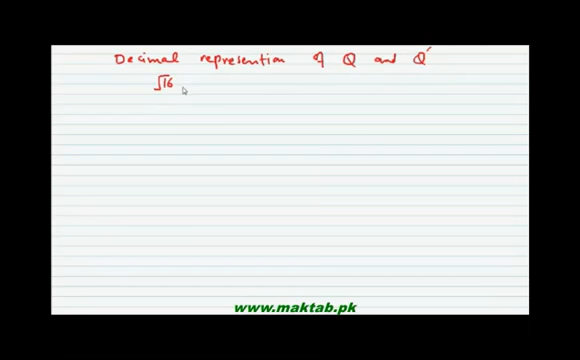 Decimal represention of Q and Q'
√16
www.maktab.pk